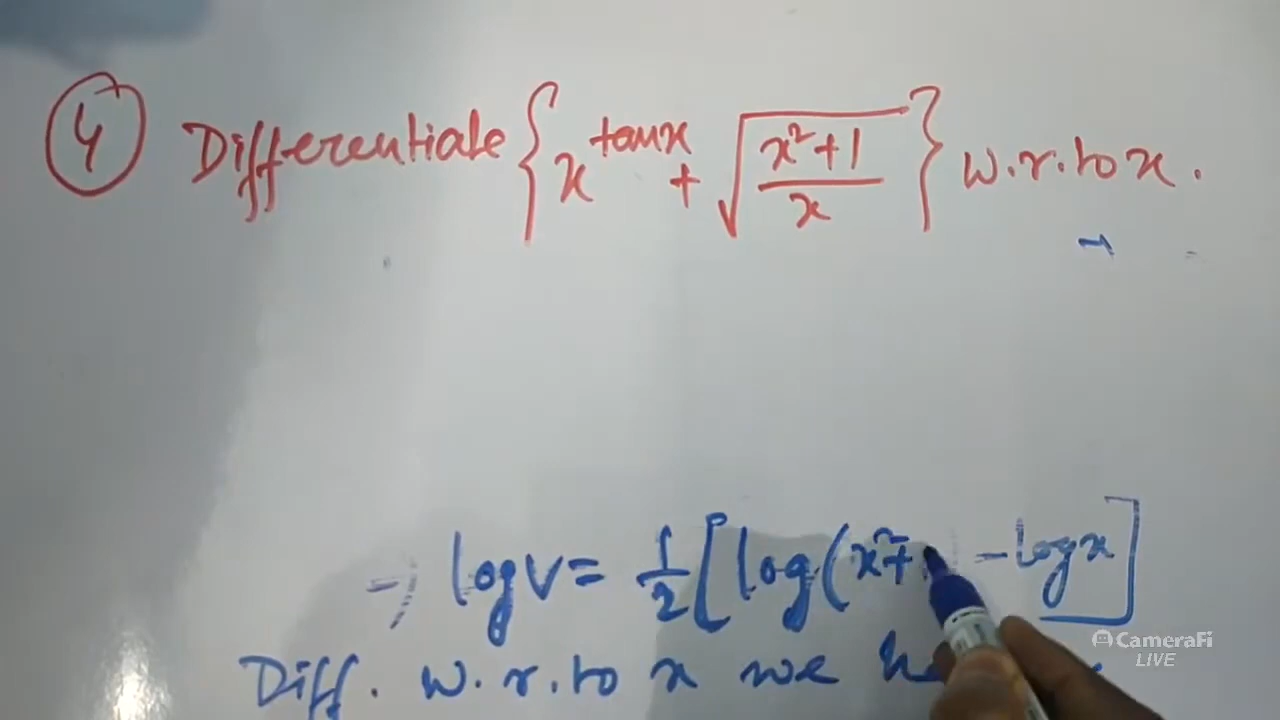 4 Differentiate { x^tanx + √((x²+1)/x) } w.r.to x.
→ log v = 1/2 [log(x²+ - log x]
Diff. w.r.to x we
CameraFi
LIVE